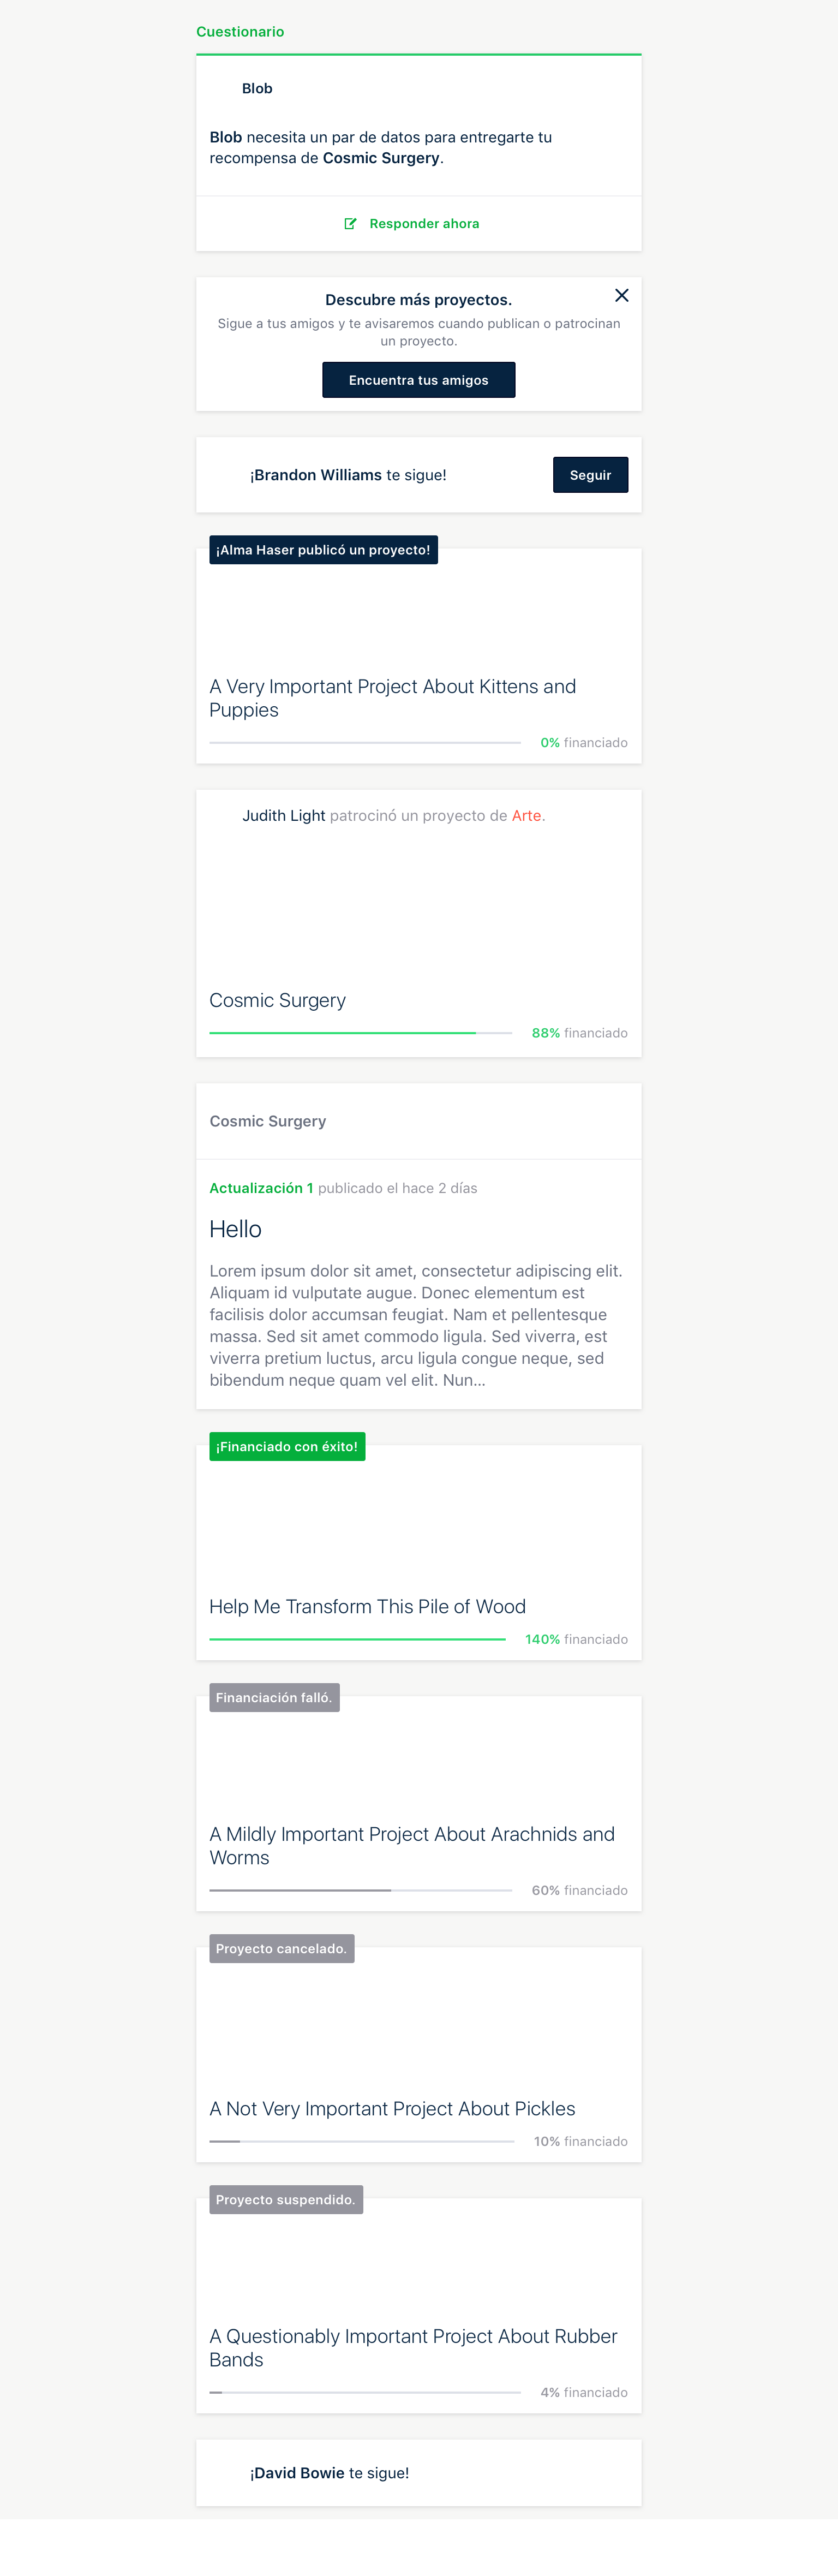 Cuestionario
Blob
Blob necesita un par de datos para entregarte tu
recompensa de Cosmic Surgery.
Responder ahora
Descubre más proyectos.
Sigue a tus amigos y te avisaremos cuando publican o patrocinan
un proyecto.
Encuentra tus amigos
¡Brandon Williams te sigue!
Seguir
¡Alma Haser publicó un proyecto!
A Very Important Project About Kittens and
Puppies
0% financiado
Judith Light patrocinó un proyecto de Arte.
Cosmic Surgery
88% financiado
Cosmic Surgery
Actualización 1 publicado el hace 2 días
Hello
Lorem ipsum dolor sit amet, consectetur adipiscing elit.
Aliquam id vulputate augue. Donec elementum est
facilisis dolor accumsan feugiat. Nam et pellentesque
massa. Sed sit amet commodo ligula. Sed viverra, est
viverra pretium luctus, arcu ligula congue neque, sed
bibendum neque quam vel elit. Nun...
¡Financiado con éxito!
Help Me Transform This Pile of Wood
140% financiado
Financiación falló.
A Mildly Important Project About Arachnids and
Worms
60% financiado
Proyecto cancelado.
A Not Very Important Project About Pickles
10% financiado
Proyecto suspendido.
A Questionably Important Project About Rubber
Bands
4% financiado
¡David Bowie te sigue!